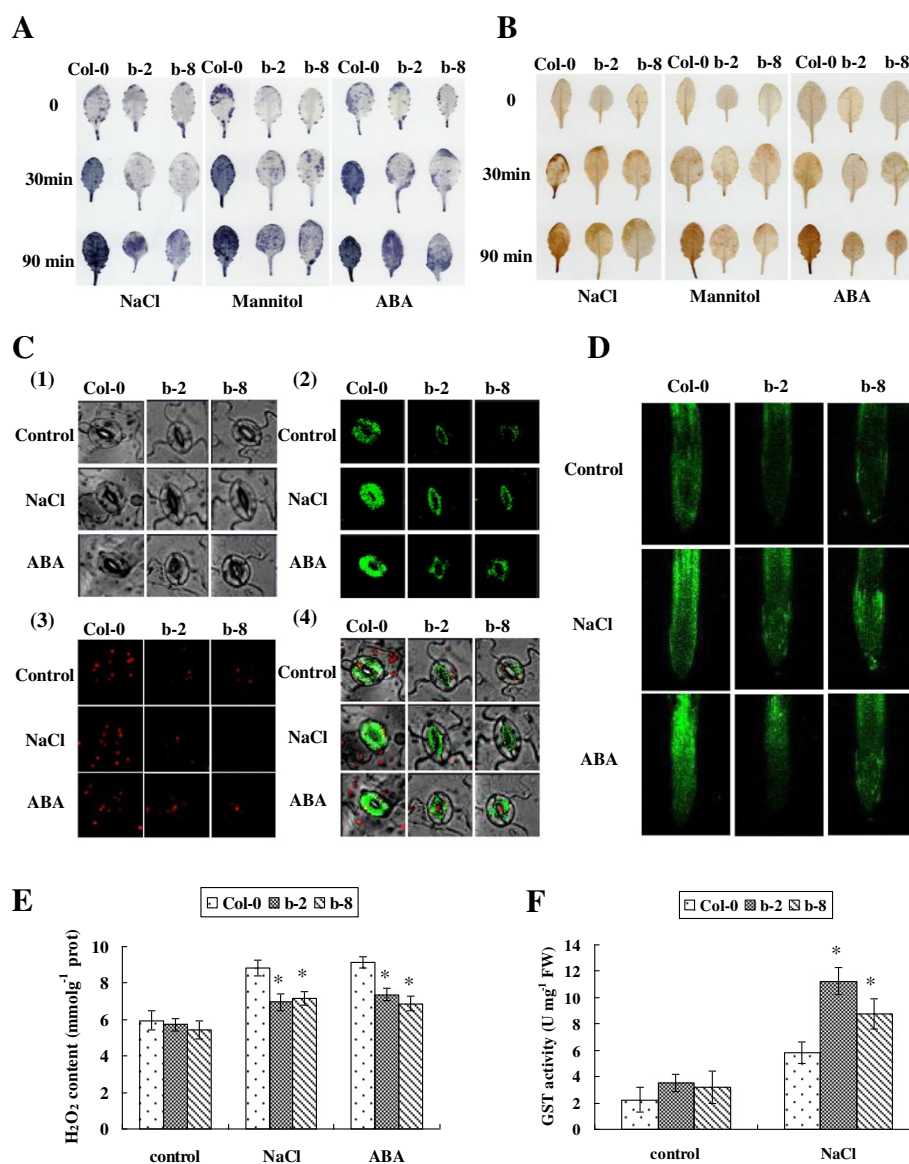 A
Col-0 b-2 b-8 Col-0 b-2 b-8 Col-0 b-2 b-8
0
30min
90 min
NaCl Mannitol ABA
B
Col-0 b-2 b-8 Col-0 b-2 b-8 Col-0 b-2 b-8
0
30min
90 min
NaCl Mannitol ABA
C
(1)
Col-0 b-2 b-8
Control
NaCl
ABA
(2)
Col-0 b-2 b-8
Control
NaCl
ABA
(3)
Col-0 b-2 b-8
Control
NaCl
ABA
(4)
Col-0 b-2 b-8
Control
NaCl
ABA
D
Col-0 b-2 b-8
Control
NaCl
ABA
E
Col-0 b-2 b-8
H₂O₂ content (mmolg⁻¹ prot)
10
8
6
4
2
0
* *
* *
control NaCl ABA
F
Col-0 b-2 b-8
GST activity (U mg⁻¹ FW)
14
12
10
8
6
4
2
0
*
*
control NaCl